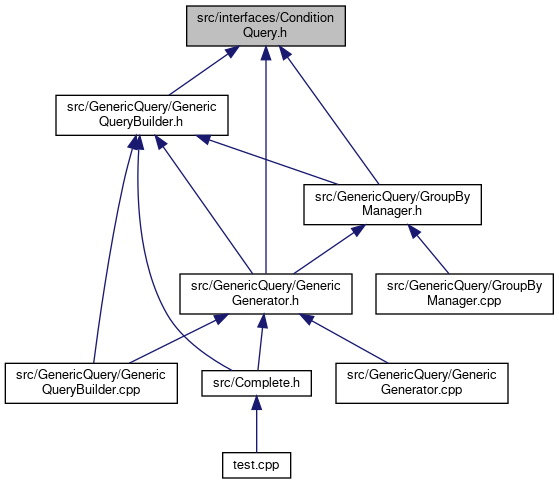 src/interfaces/Condition
Query.h
src/GenericQuery/Generic
QueryBuilder.h
src/GenericQuery/GroupBy
Manager.h
src/GenericQuery/Generic
Generator.h
src/GenericQuery/GroupBy
Manager.cpp
src/GenericQuery/Generic
QueryBuilder.cpp
src/Complete.h
src/GenericQuery/Generic
Generator.cpp
test.cpp